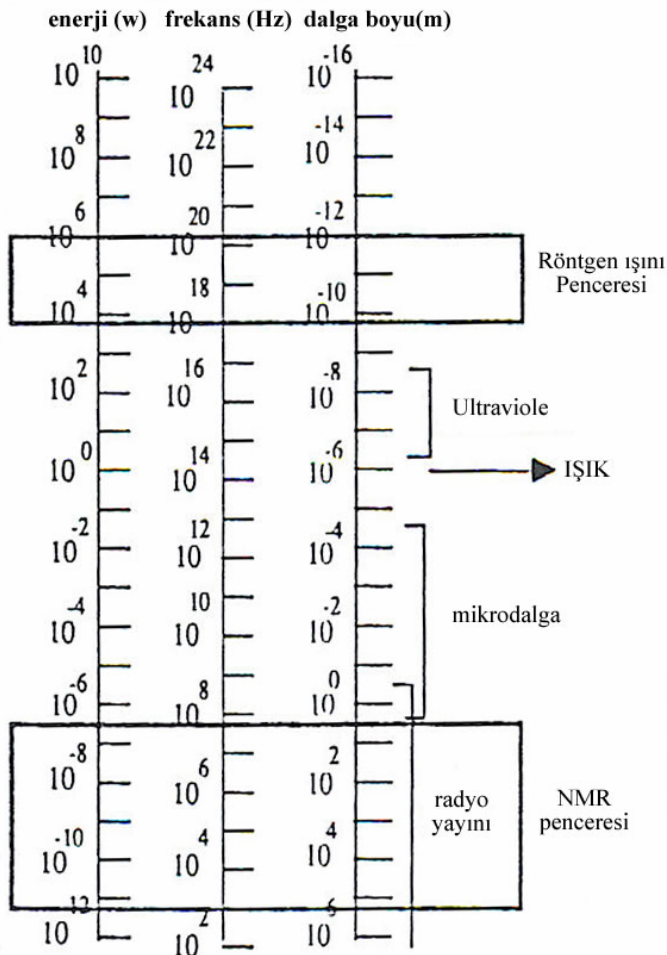 enerji (w) frekans (Hz) dalga boyu(m)
10^10 10^24 10^-16
10^8 10^22 10^-14
10^6 10^20 10^-12
Röntgen ışını
Penceresi
10^4 10^18 10^-10
10^2 10^16 10^-8
Ultraviole
10^0 10^14 10^-6
IŞIK
10^-2 10^12 10^-4
10^-4 10^10 10^-2
mikrodalga
10^-6 10^8 10^0
10^-8 10^6 10^2
radyo
yayını
NMR
penceresi
10^-10 10^4 10^4
10^12 10^2 10^6